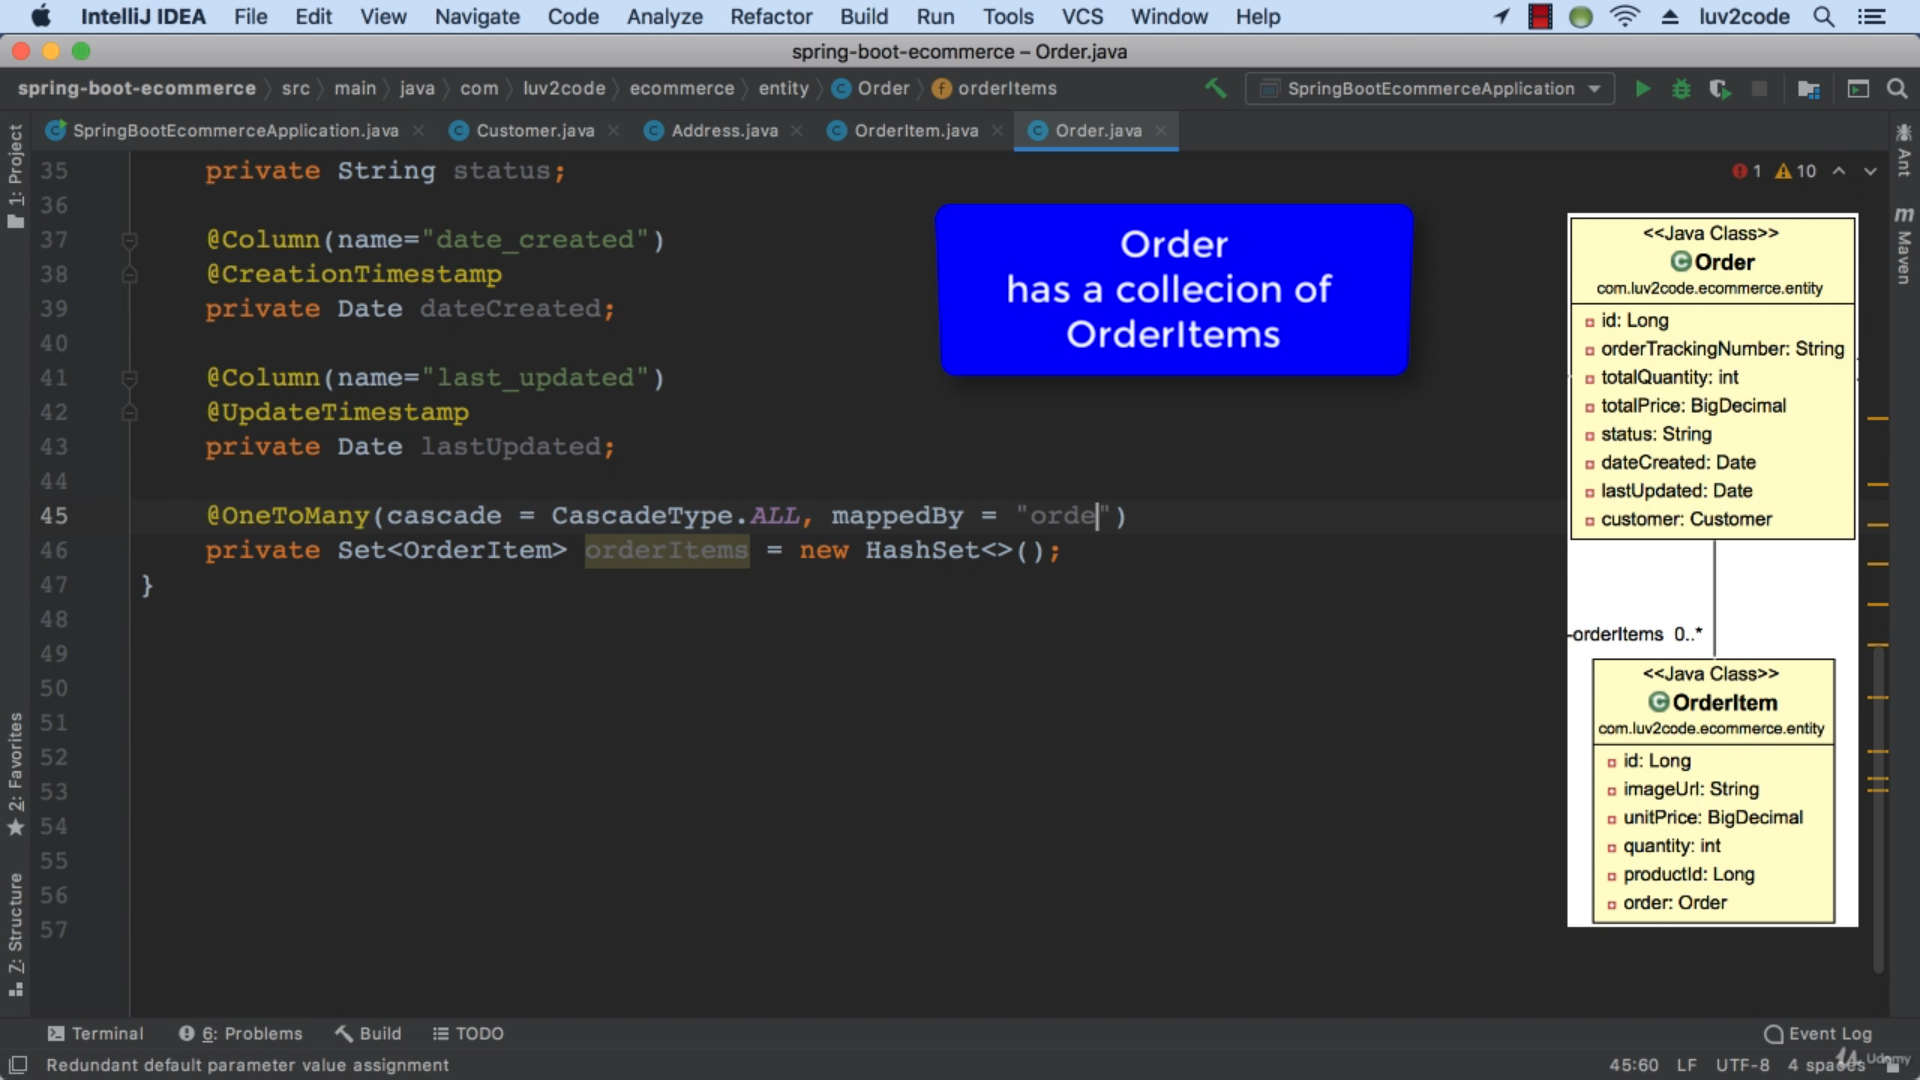 IntelliJ IDEA File Edit View Navigate Code Analyze Refactor Build Run Tools VCS Window Help luv2code
spring-boot-ecommerce – Order.java
spring-boot-ecommerce src main java com luv2code ecommerce entity Order orderItems SpringBootEcommerceApplication
SpringBootEcommerceApplication.java Customer.java Address.java OrderItem.java Order.java
1: Project
2: Favorites
Z: Structure
Ant
Maven
1 10
35 private String status;
36
37 @Column(name="date_created")
38 @CreationTimestamp
39 private Date dateCreated;
40
41 @Column(name="last_updated")
42 @UpdateTimestamp
43 private Date lastUpdated;
44
45 @OneToMany(cascade = CascadeType.ALL, mappedBy = "orde")
46 private Set<OrderItem> orderItems = new HashSet<>();
47 }
48
49
50
51
52
53
54
55
56
57
Order
has a collecion of
OrderItems
<<Java Class>>
Order
com.luv2code.ecommerce.entity
id: Long
orderTrackingNumber: String
totalQuantity: int
totalPrice: BigDecimal
status: String
dateCreated: Date
lastUpdated: Date
customer: Customer
-orderItems 0..*
<<Java Class>>
OrderItem
com.luv2code.ecommerce.entity
id: Long
imageUrl: String
unitPrice: BigDecimal
quantity: int
productId: Long
order: Order
Terminal 6: Problems Build TODO Event Log
Redundant default parameter value assignment 45:60 LF UTF-8 4 spaces
Udemy